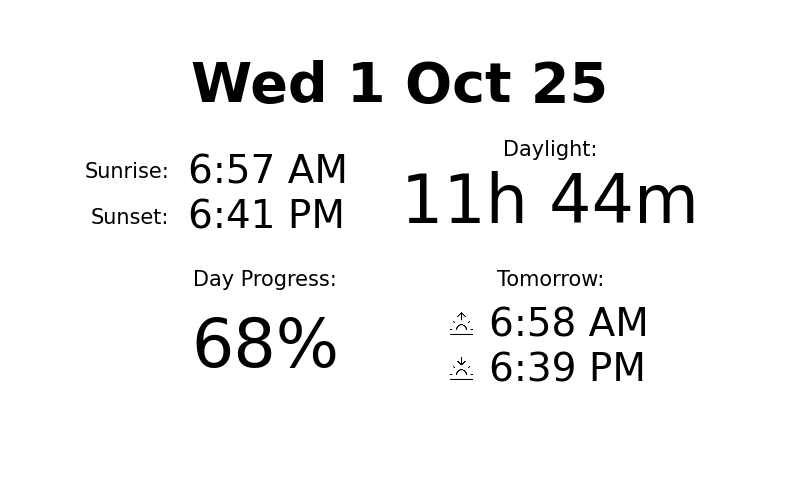 Wed 1 Oct 25
Sunrise: 6:57 AM
Sunset: 6:41 PM
Daylight:
11h 44m
Day Progress:
68%
Tomorrow:
6:58 AM
6:39 PM